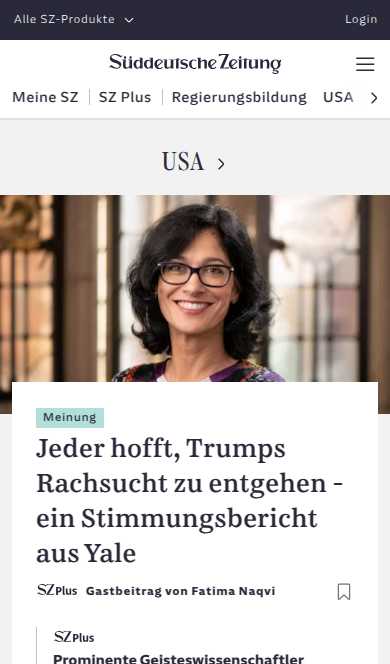 Alle SZ-Produkte
Login
Süddeutsche Zeitung
Meine SZ
SZ Plus
Regierungsbildung
USA
USA
Meinung
Jeder hofft, Trumps
Rachsucht zu entgehen -
ein Stimmungsbericht
aus Yale
SZ Plus Gastbeitrag von Fatima Naqvi
SZ Plus
Prominente Geisteswissenschaftler